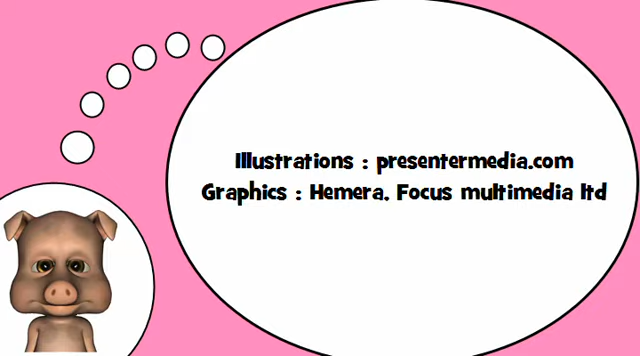 Illustrations : presentermedia.com
Graphics : Hemera, Focus multimedia ltd